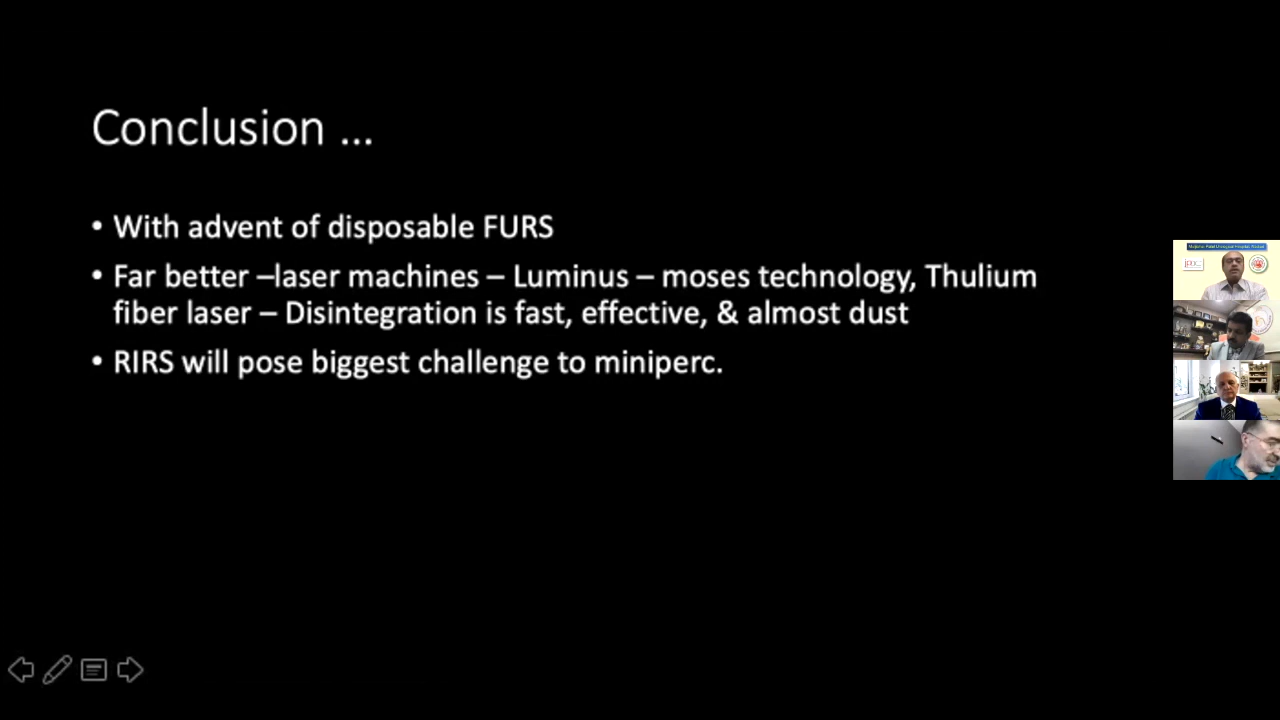 Conclusion ...
• With advent of disposable FURS
• Far better –laser machines – Luminus – moses technology, Thulium
fiber laser – Disintegration is fast, effective, & almost dust
• RIRS will pose biggest challenge to miniperc.